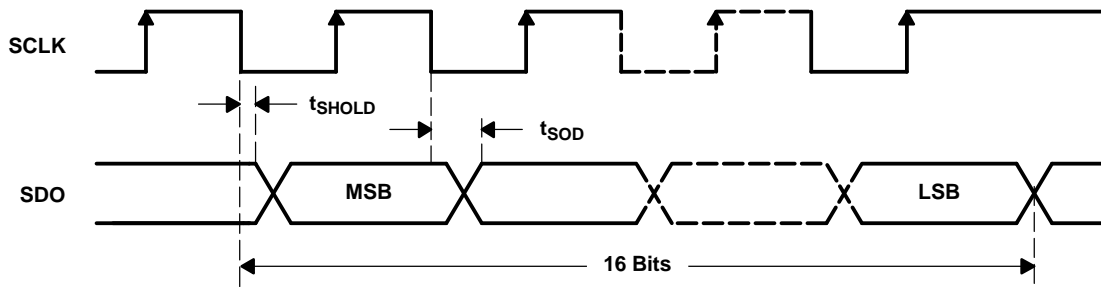 SCLK
tSHOLD
tSOD
SDO
MSB
LSB
16 Bits